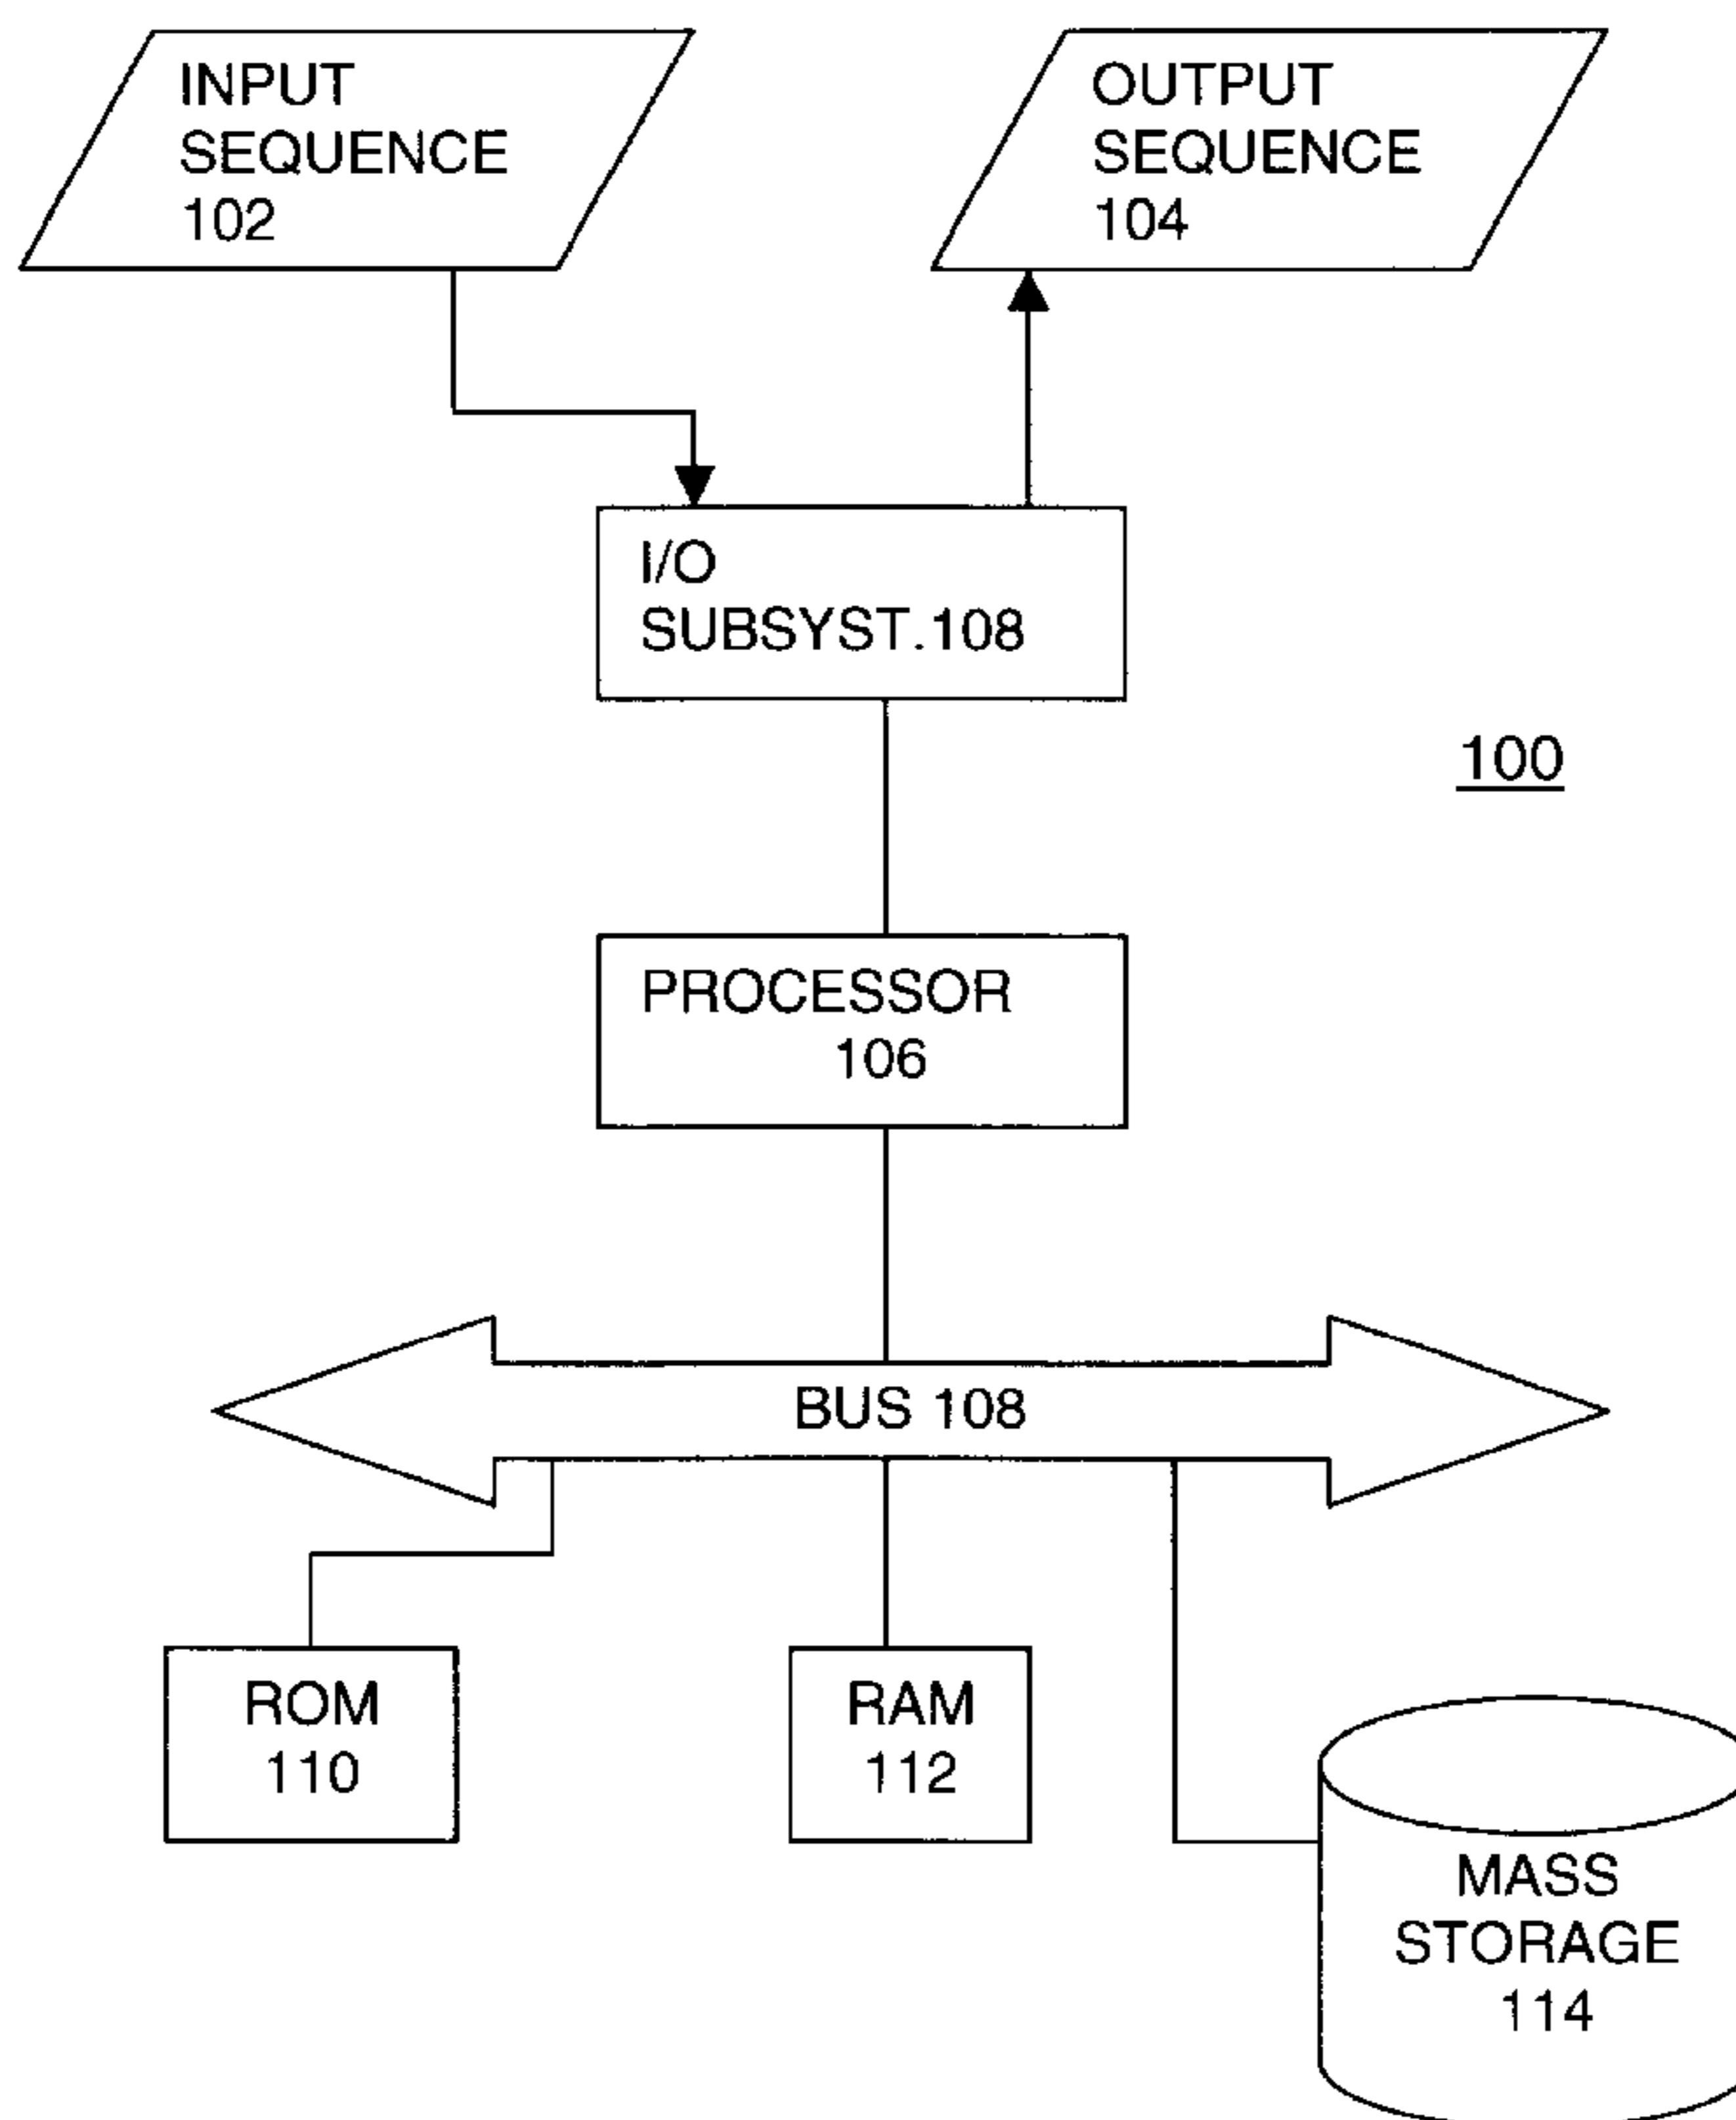 INPUT
SEQUENCE
102
OUTPUT
SEQUENCE
104
I/O
SUBSYST.108
100
PROCESSOR
106
BUS 108
ROM
110
RAM
112
MASS
STORAGE
114